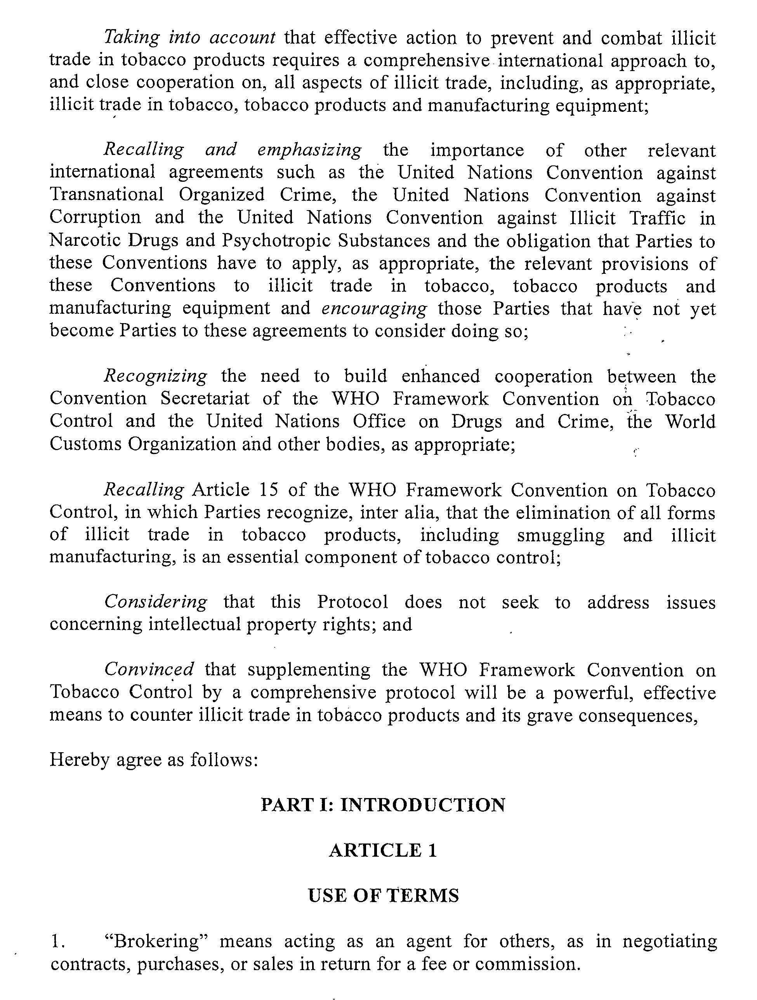 Taking into account that effective action to prevent and combat illicit
trade in tobacco products requires a comprehensive international approach to,
and close cooperation on, all aspects of illicit trade, including, as appropriate,
illicit trade in tobacco, tobacco products and manufacturing equipment;
Recalling and emphasizing the importance of other relevant
international agreements such as the United Nations Convention against
Transnational Organized Crime, the United Nations Convention against
Corruption and the United Nations Convention against Illicit Traffic in
Narcotic Drugs and Psychotropic Substances and the obligation that Parties to
these Conventions have to apply, as appropriate, the relevant provisions of
these Conventions to illicit trade in tobacco, tobacco products and
manufacturing equipment and encouraging those Parties that have not yet
become Parties to these agreements to consider doing so;
Recognizing the need to build enhanced cooperation between the
Convention Secretariat of the WHO Framework Convention on Tobacco
Control and the United Nations Office on Drugs and Crime, the World
Customs Organization and other bodies, as appropriate;
Recalling Article 15 of the WHO Framework Convention on Tobacco
Control, in which Parties recognize, inter alia, that the elimination of all forms
of illicit trade in tobacco products, including smuggling and illicit
manufacturing, is an essential component of tobacco control;
Considering that this Protocol does not seek to address issues
concerning intellectual property rights; and
Convinced that supplementing the WHO Framework Convention on
Tobacco Control by a comprehensive protocol will be a powerful, effective
means to counter illicit trade in tobacco products and its grave consequences,
Hereby agree as follows:
PART I: INTRODUCTION
ARTICLE 1
USE OF TERMS
1. “Brokering” means acting as an agent for others, as in negotiating
contracts, purchases, or sales in return for a fee or commission.